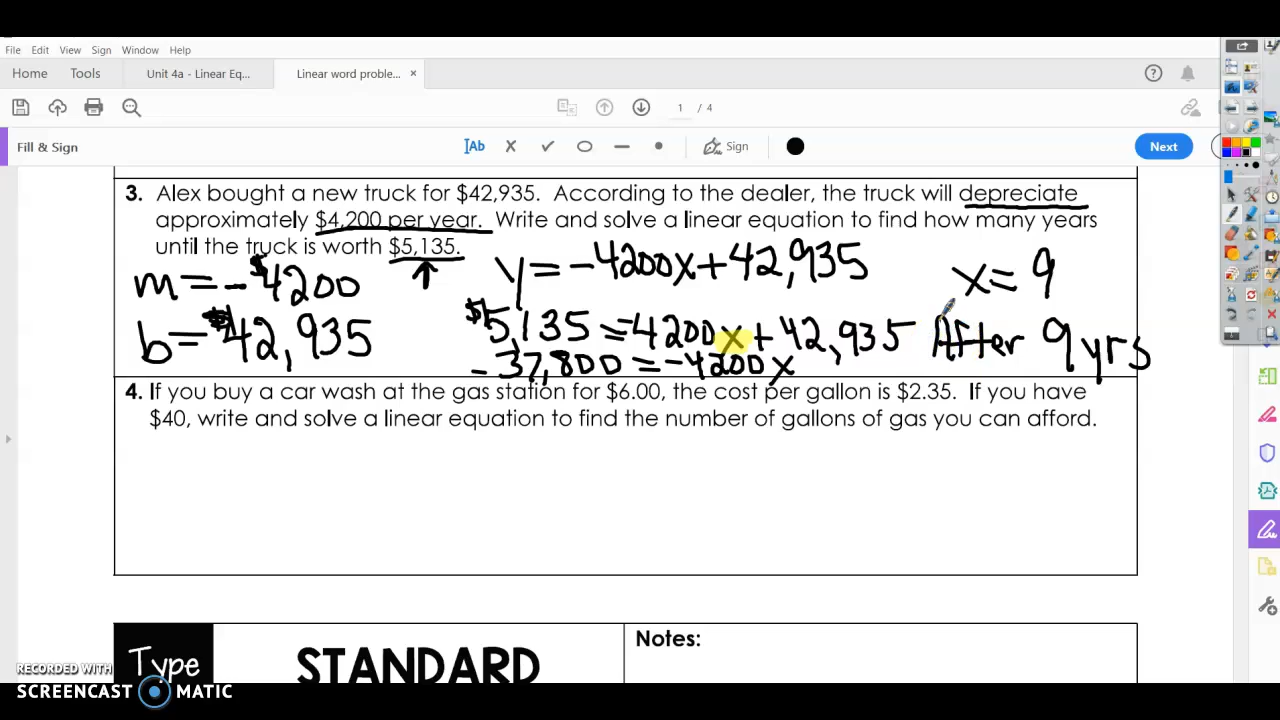 File Edit View Sign Window Help
Home Tools Unit 4a - Linear Eq... Linear word proble... ×
1 / 4
Fill & Sign Ab Sign Next
3. Alex bought a new truck for $42,935. According to the dealer, the truck will depreciate
approximately $4,200 per year. Write and solve a linear equation to find how many years
until the truck is worth $5,135.
m = -$4200 y = -4200x + 42,935 x = 9
b = $42,935 $5,135 = -4200x + 42,935 After 9 yrs
-37,800 = -4200x
4. If you buy a car wash at the gas station for $6.00, the cost per gallon is $2.35. If you have
$40, write and solve a linear equation to find the number of gallons of gas you can afford.
Type STANDARD Notes:
RECORDED WITH
SCREENCAST MATIC